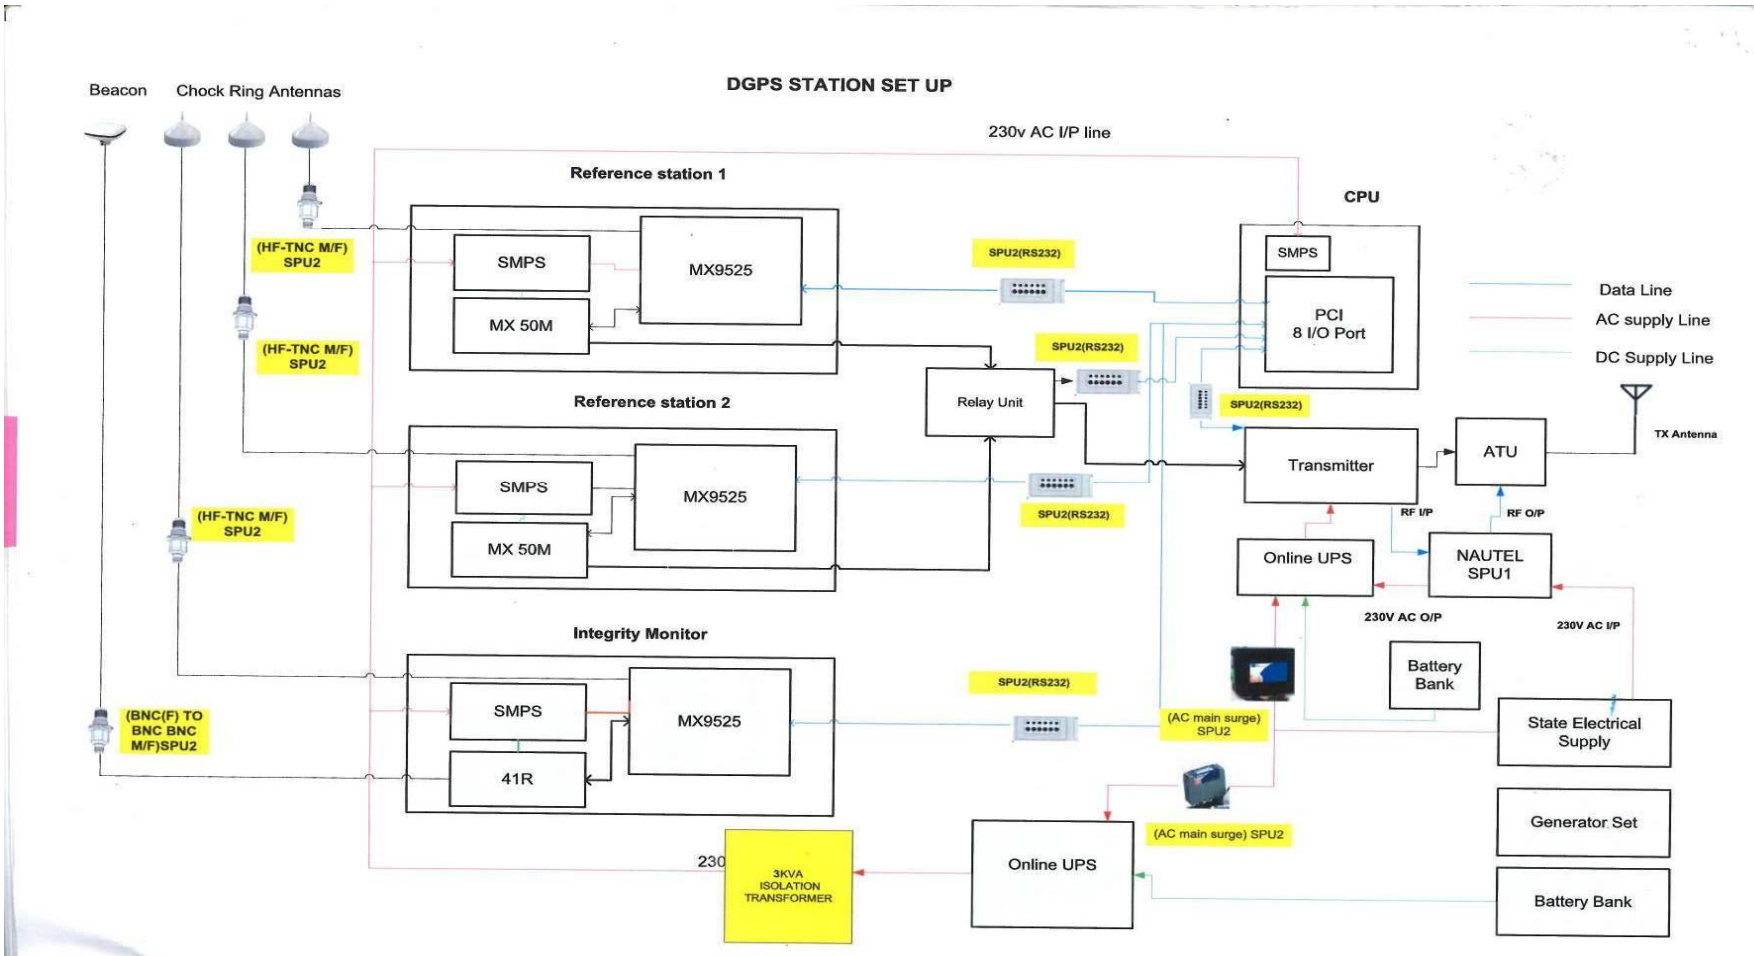 DGPS STATION SET UP
Beacon
Chock Ring Antennas
230v AC I/P line
Reference station 1
CPU
(HF-TNC M/F)
SPU2
SMPS
MX9525
MX 50M
SPU2(RS232)
SMPS
PCI
8 I/O Port
Data Line
AC supply Line
DC Supply Line
(HF-TNC M/F)
SPU2
SPU2(RS232)
Relay Unit
SPU2(RS232)
Reference station 2
TX Antenna
Transmitter
ATU
SMPS
MX9525
MX 50M
SPU2(RS232)
RF I/P
RF O/P
(HF-TNC M/F)
SPU2
Online UPS
NAUTEL
SPU1
230V AC O/P
230V AC I/P
Integrity Monitor
Battery
Bank
SMPS
MX9525
41R
SPU2(RS232)
(BNC(F) TO
BNC BNC
M/F)SPU2
(AC main surge)
SPU2
State Electrical
Supply
(AC main surge) SPU2
Generator Set
230
3KVA
ISOLATION
TRANSFORMER
Online UPS
Battery Bank